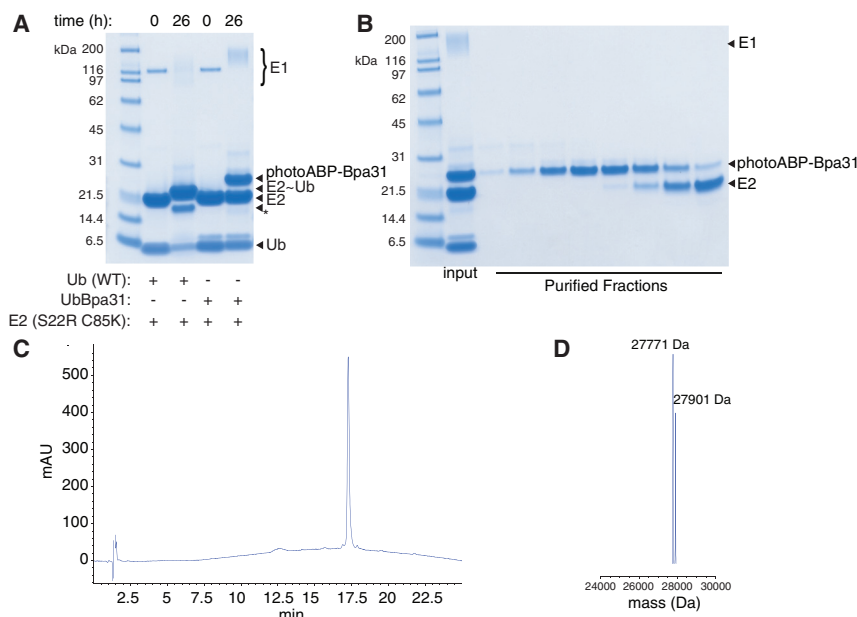 A
time (h): 0 26 0 26
kDa
200
116
97
62
45
31
21.5
14.4
6.5
E1
photoABP-Bpa31
E2~Ub
E2
*
Ub
Ub (WT): + + - -
UbBpa31: - - + +
E2 (S22R C85K) + + + +
B
kDa
200
116
97
62
45
31
21.5
14.4
6.5
E1
photoABP-Bpa31
E2
input
Purified Fractions
C
mAU
500
400
300
200
100
0
2.5 5 7.5 10 12.5 15 17.5 20 22.5
min
D
27771 Da
27901 Da
24000 26000 28000 30000
mass (Da)